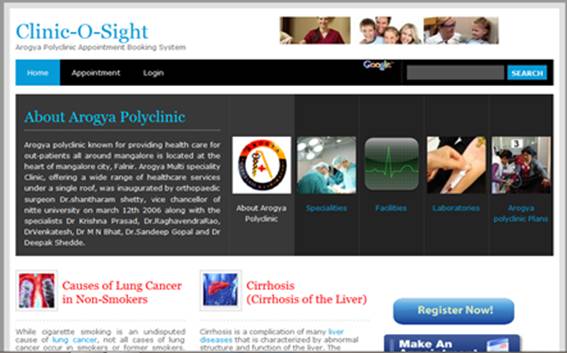 Clinic-O-Sight
Arogya Polyclinic Appointment Booking System
Home Appointment Login Google SEARCH
About Arogya Polyclinic
Arogya polyclinic known for providing health care for
out-patients all around mangalore is located at the
heart of mangalore city, Falnir. Arogya Multi speciality
Clinic, offering a wide range of healthcare services
under a single roof, was inaugurated by orthopaedic
surgeon Dr.shantharam shetty, vice chancellor of
nitte university on march 12th 2006 along with the
specialists Dr Krishna Prasad, Dr.RaghavendraRao,
DrVenkatesh, Dr M N Bhat, Dr.Sandeep Gopal and Dr
Deepak Shedde.
AROGYA
3
About Arogya
Polyclinic
Specialities
Facilities
Laboratories
Arogya
polyclinic Plans
Causes of Lung Cancer
in Non-Smokers
While cigarette smoking is an undisputed
cause of lung cancer, not all cases of lung
cancer occur in smokers or former smokers.
Cirrhosis
(Cirrhosis of the Liver)
Cirrhosis is a complication of many liver
diseases that is characterized by abnormal
structure and function of the liver. The
Register Now!
Make An